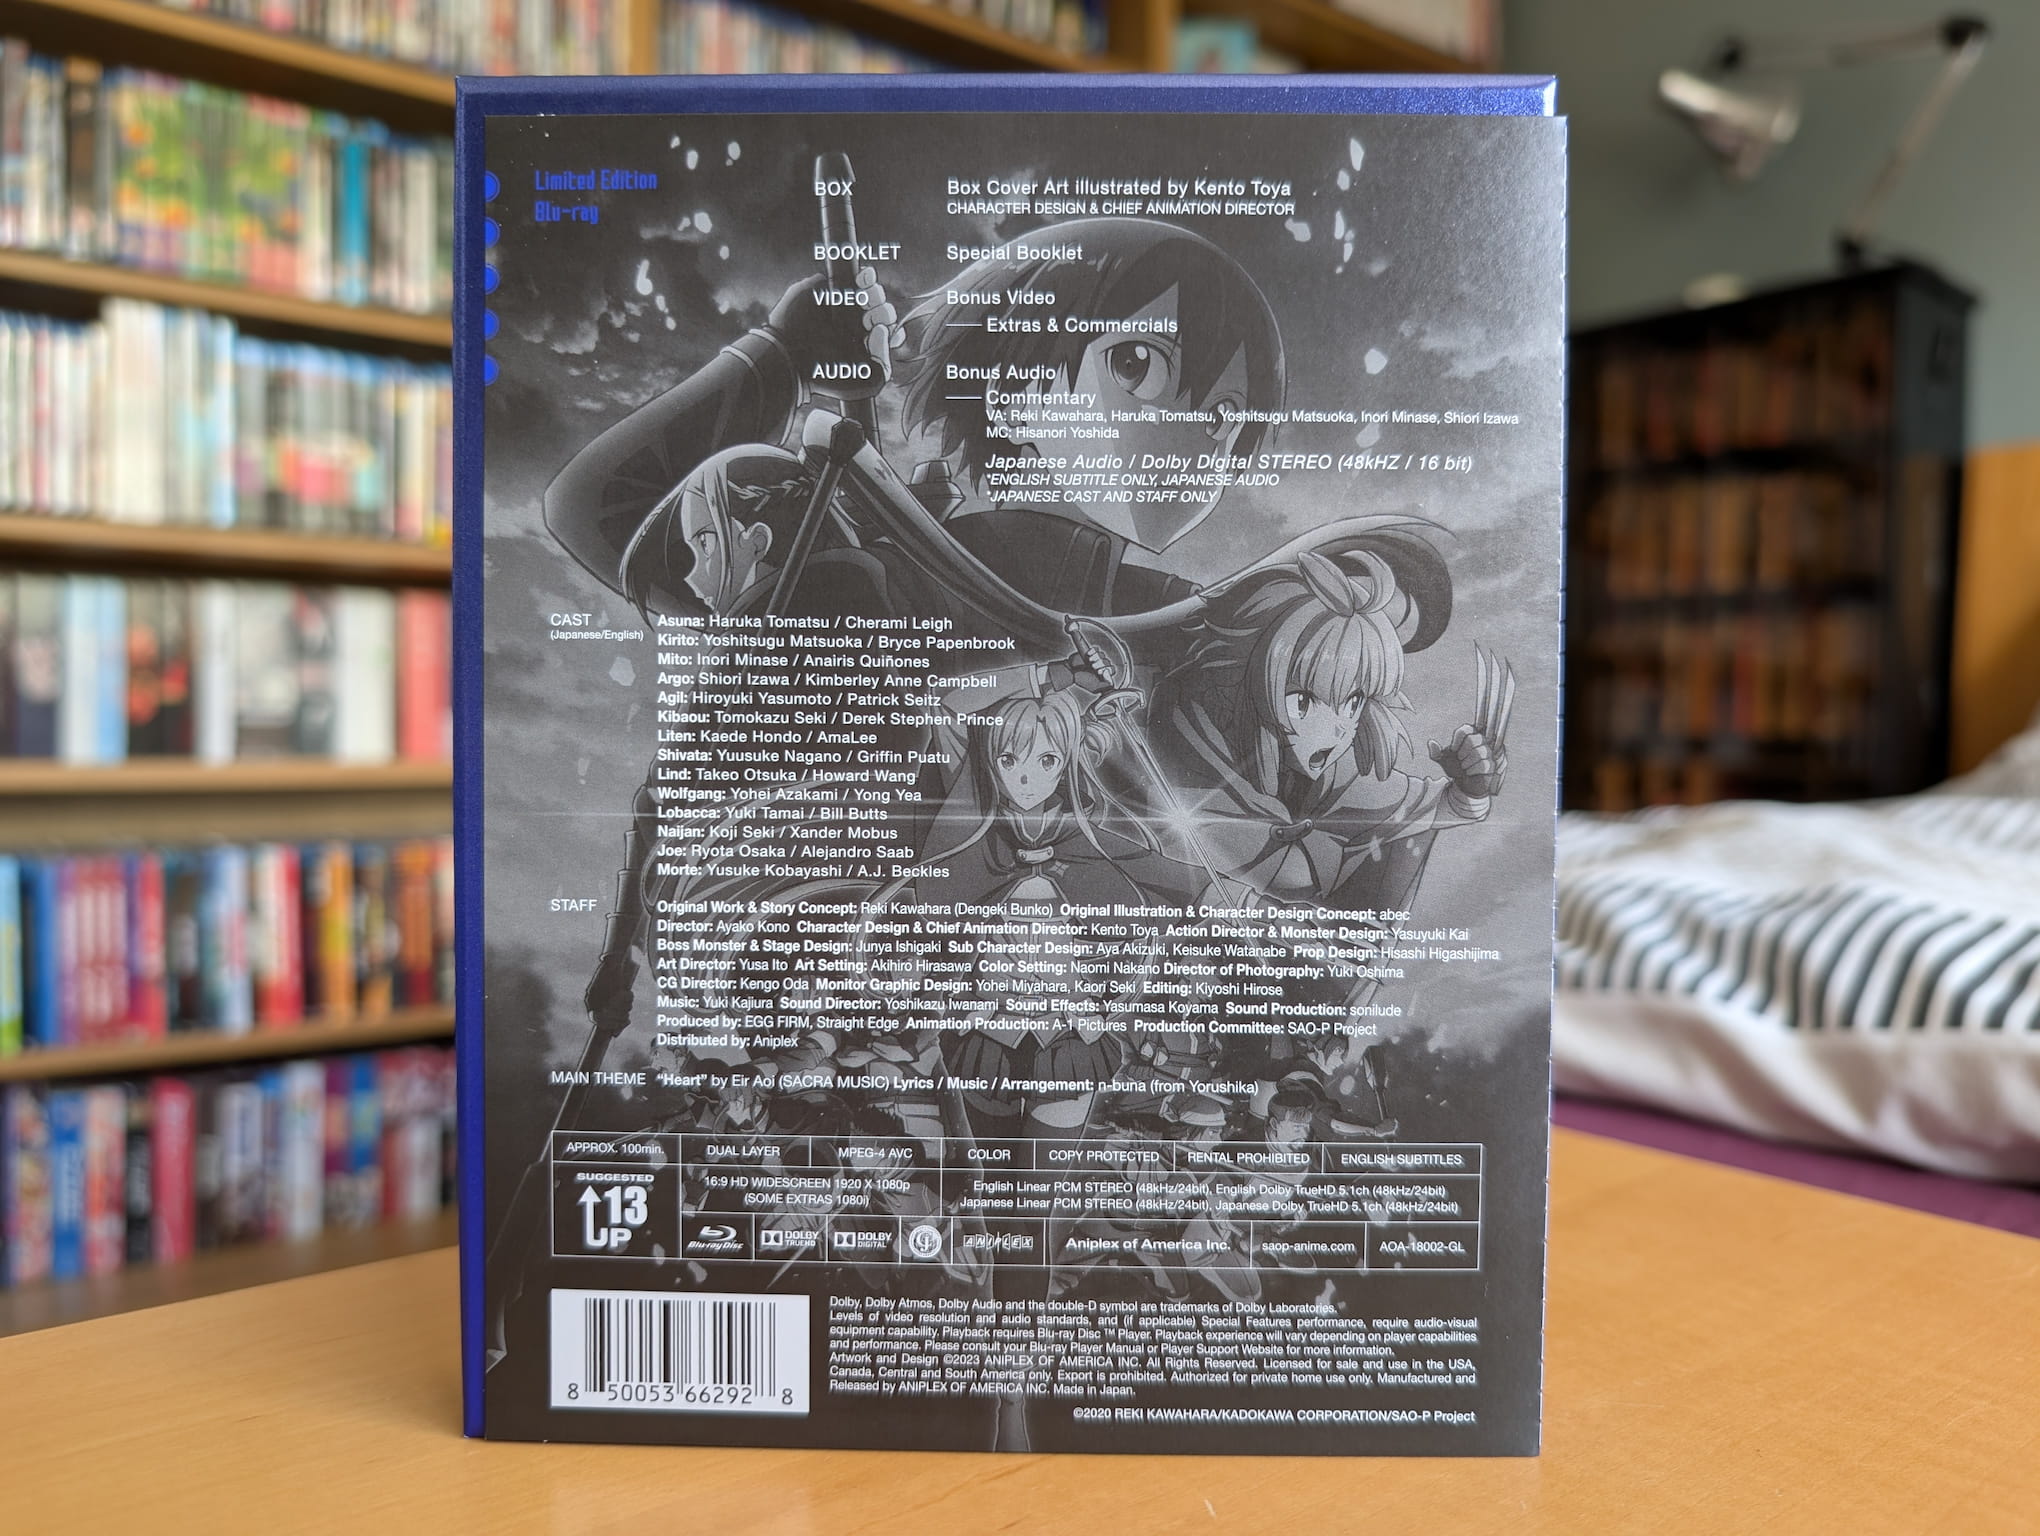 Limited Edition
Blu-ray
BOX
Box Cover Art illustrated by Kento Toya
CHARACTER DESIGN & CHIEF ANIMATION DIRECTOR
BOOKLET
Special Booklet
VIDEO
Bonus Video
Extras & Commercials
AUDIO
Bonus Audio
Commentary
VA: Reki Kawahara, Haruka Tomatsu, Yoshitsugu Matsuoka, Inori Minase, Shiori Izawa
MC: Hisanori Yoshida
Japanese Audio / Dolby Digital STEREO (48kHZ / 16 bit)
*ENGLISH SUBTITLE ONLY, JAPANESE AUDIO
*JAPANESE CAST AND STAFF ONLY
CAST
(Japanese/English)
Asuna: Haruka Tomatsu / Cherami Leigh
Kirito: Yoshitsugu Matsuoka / Bryce Papenbrook
Mito: Inori Minase / Anairis Quiñones
Argo: Shiori Izawa / Kimberley Anne Campbell
Agil: Hiroyuki Yasumoto / Patrick Seitz
Kibaou: Tomokazu Seki / Derek Stephen Prince
Liten: Kaede Hondo / AmaLee
Shivata: Yuusuke Nagano / Griffin Puatu
Lind: Takeo Otsuka / Howard Wang
Wolfgang: Yohei Azakami / Yong Yea
Lobacca: Yuki Tamai / Bill Butts
Naijan: Koji Seki / Xander Mobus
Joe: Ryota Osaka / Alejandro Saab
Morte: Yusuke Kobayashi / A.J. Beckles
STAFF
Original Work & Story Concept: Reki Kawahara (Dengeki Bunko) Original Illustration & Character Design Concept: abec
Director: Ayako Kono Character Design & Chief Animation Director: Kento Toya Action Director & Monster Design: Yasuyuki Kai
Boss Monster & Stage Design: Junya Ishigaki Sub Character Design: Aya Akizuki, Keisuke Watanabe Prop Design: Hisashi Higashijima
Art Director: Yusa Ito Art Setting: Akihiro Hirasawa Color Setting: Naomi Nakano Director of Photography: Yuki Oshima
CG Director: Kengo Oda Monitor Graphic Design: Yohei Miyahara, Kaori Seki Editing: Kiyoshi Hirose
Music: Yuki Kajiura Sound Director: Yoshikazu Iwanami Sound Effects: Yasumasa Koyama Sound Production: sonilude
Produced by: EGG FIRM, Straight Edge Animation Production: A-1 Pictures Production Committee: SAO-P Project
Distributed by: Aniplex
MAIN THEME "Heart" by Eir Aoi (SACRA MUSIC) Lyrics / Music / Arrangement: n-buna (from Yorushika)
APPROX. 100min.
DUAL LAYER
MPEG-4 AVC
COLOR
COPY PROTECTED
RENTAL PROHIBITED
ENGLISH SUBTITLES
SUGGESTED
13
UP
16:9 HD WIDESCREEN 1920 X 1080p
(SOME EXTRAS 1080i)
English Linear PCM STEREO (48kHz/24bit), English Dolby TrueHD 5.1ch (48kHz/24bit)
Japanese Linear PCM STEREO (48kHz/24bit), Japanese Dolby TrueHD 5.1ch (48kHz/24bit)
Blu-ray Disc
DOLBY TRUEHD
DOLBY DIGITAL
ANIPLEX
Aniplex of America Inc.
saop-anime.com
AOA-18002-GL
8 50053 66292 8
Dolby, Dolby Atmos, Dolby Audio and the double-D symbol are trademarks of Dolby Laboratories.
Levels of video resolution and audio standards, and (if applicable) Special Features performance, require audio-visual
equipment capability. Playback requires Blu-ray Disc ™ Player. Playback experience will vary depending on player capabilities
and performance. Please consult your Blu-ray Player Manual or Player Support Website for more information.
Artwork and Design ©2023 ANIPLEX OF AMERICA INC. All Rights Reserved. Licensed for sale and use in the USA,
Canada, Central and South America only. Export is prohibited. Authorized for private home use only. Manufactured and
Released by ANIPLEX OF AMERICA INC. Made in Japan.
©2020 REKI KAWAHARA/KADOKAWA CORPORATION/SAO-P Project